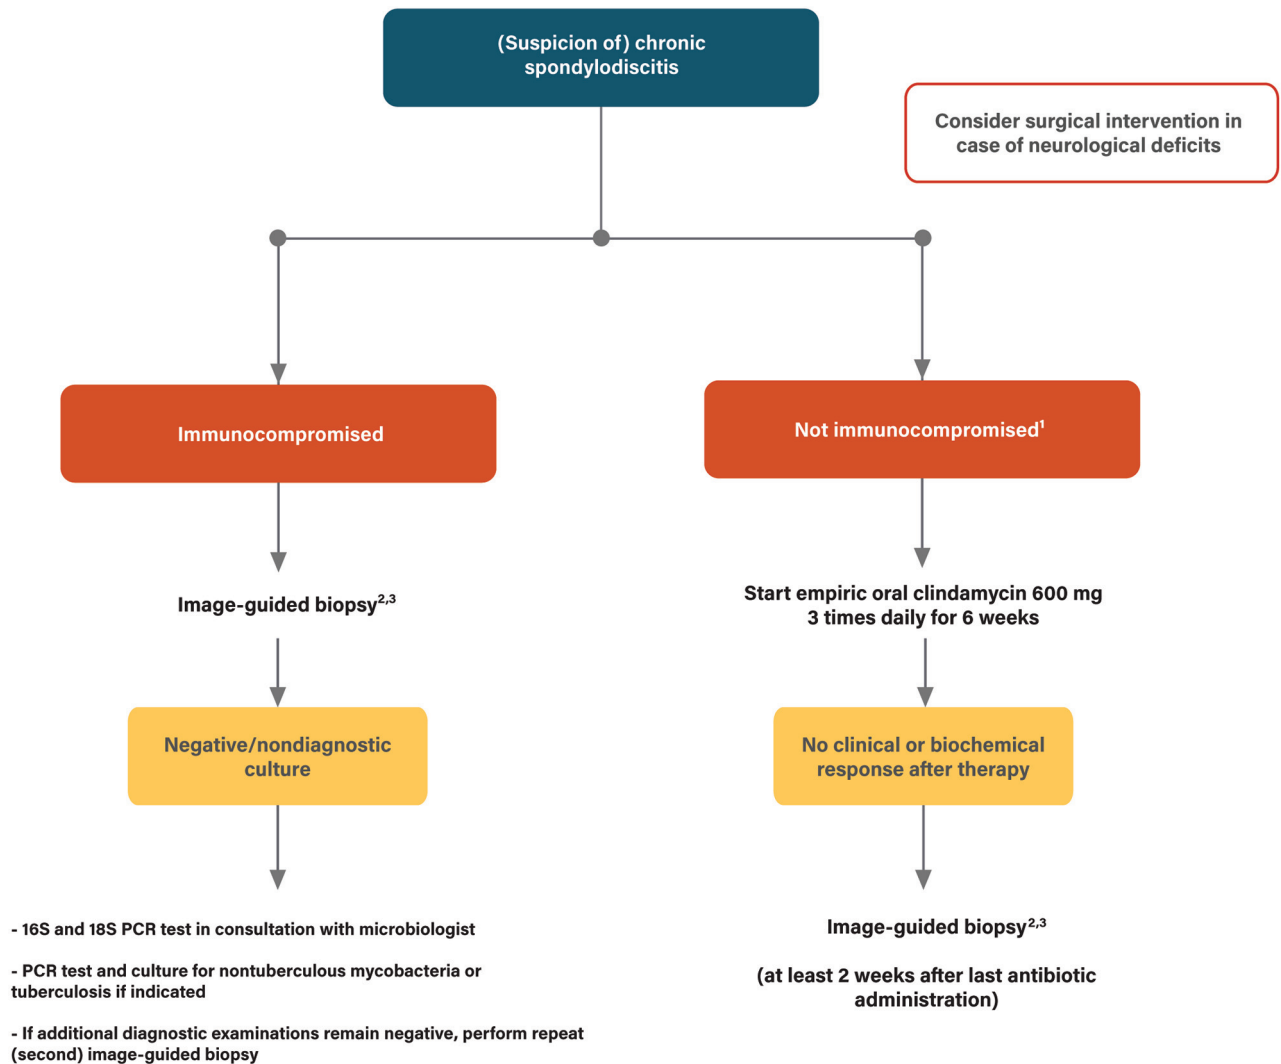 (Suspicion of) chronic
spondylodiscitis
Consider surgical intervention in
case of neurological deficits
Immunocompromised
Not immunocompromised¹
Image-guided biopsy²,³
Start empiric oral clindamycin 600 mg
3 times daily for 6 weeks
Negative/nondiagnostic
culture
No clinical or biochemical
response after therapy
- 16S and 18S PCR test in consultation with microbiologist
- PCR test and culture for nontuberculous mycobacteria or
tuberculosis if indicated
- If additional diagnostic examinations remain negative, perform repeat
(second) image-guided biopsy
Image-guided biopsy²,³
(at least 2 weeks after last antibiotic
administration)